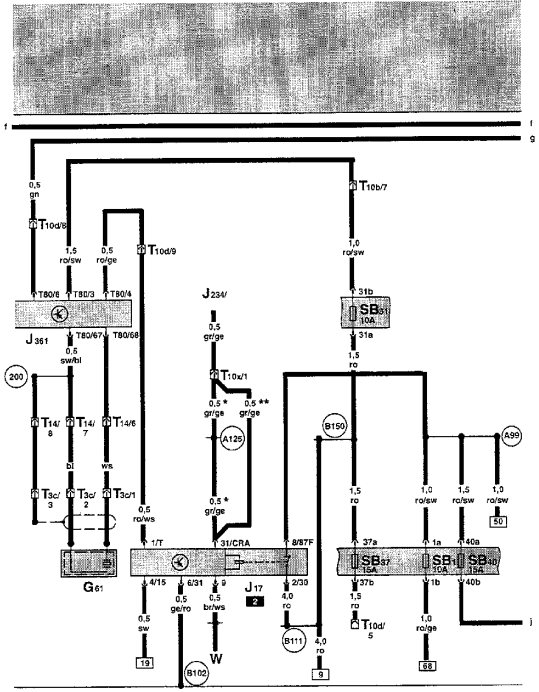 f f
g
0,5
gn
T10d/8
1,5
ro/sw
0,5
ro/ge
T10d/9
T10b/7
1,0
ro/sw
T80/6 T80/3 T80/4
J361
T80/67 T80/68
J234/
31b
SB31
10A
31a
0,5
gr/ge
1,5
ro
0,5
sw/bl
200
T10x/1
0,5 *
gr/ge
0,5 **
gr/ge
A125
B150
A99
T14/
8
T14/
7
T14/6
bl
ws
T3c/
3
T3c/
2
T3c/1
0,5
ro/ws
0,5 *
gr/ge
1,5
ro
1,0
ro/sw
1,5
ro/sw
1,0
ro/sw
50
G61
1/T 31/CRA 8/87F
37a 1a 40a
SB37
15A
SB1
10A
SB40
15A
37b 1b 40b
4/15 6/31 9 2/30
J17
2
0,5
sw
0,5
ge/ro
0,5
br/ws
4,0
rc
B111
4,0
ro
1,5
ro
T10d/
5
1,0
ro/ge
j
19
B102
W
9
68